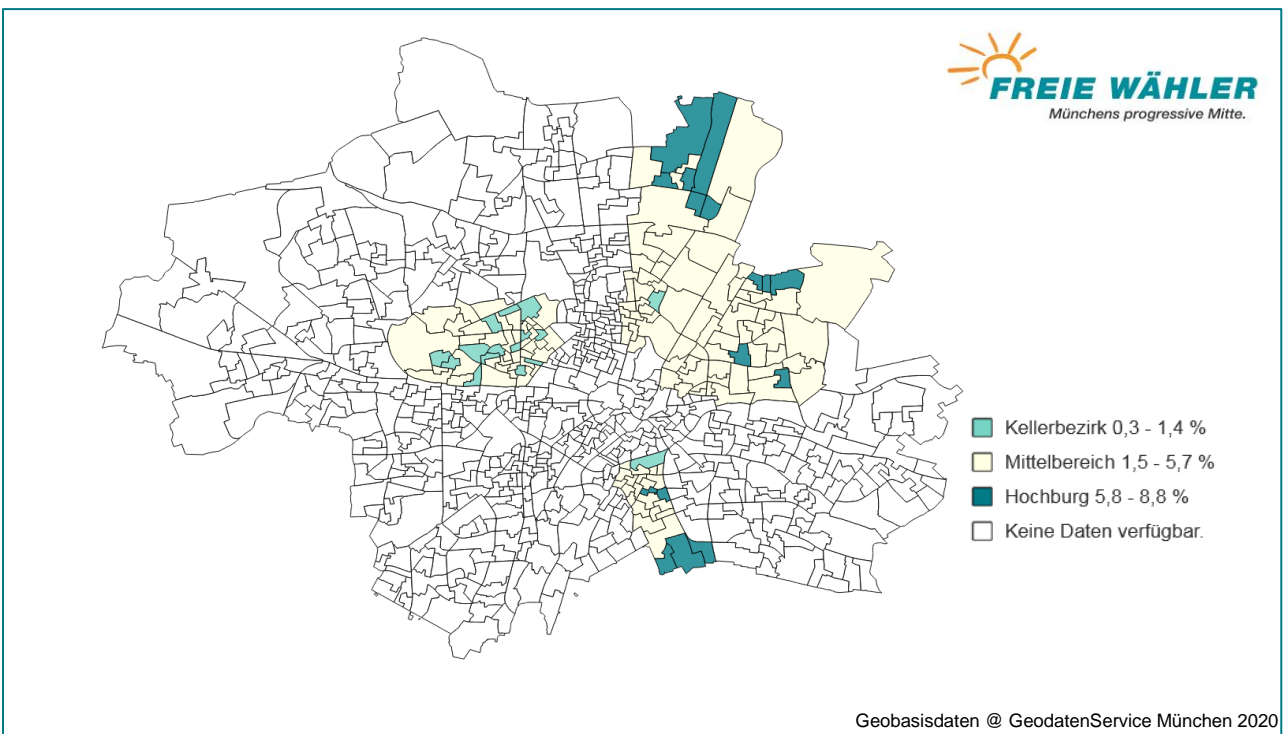 FREIE WÄHLER
Münchens progressive Mitte.
Kellerbezirk 0,3 - 1,4 %
Mittelbereich 1,5 - 5,7 %
Hochburg 5,8 - 8,8 %
Keine Daten verfügbar.
Geobasisdaten @ GeodatenService München 2020